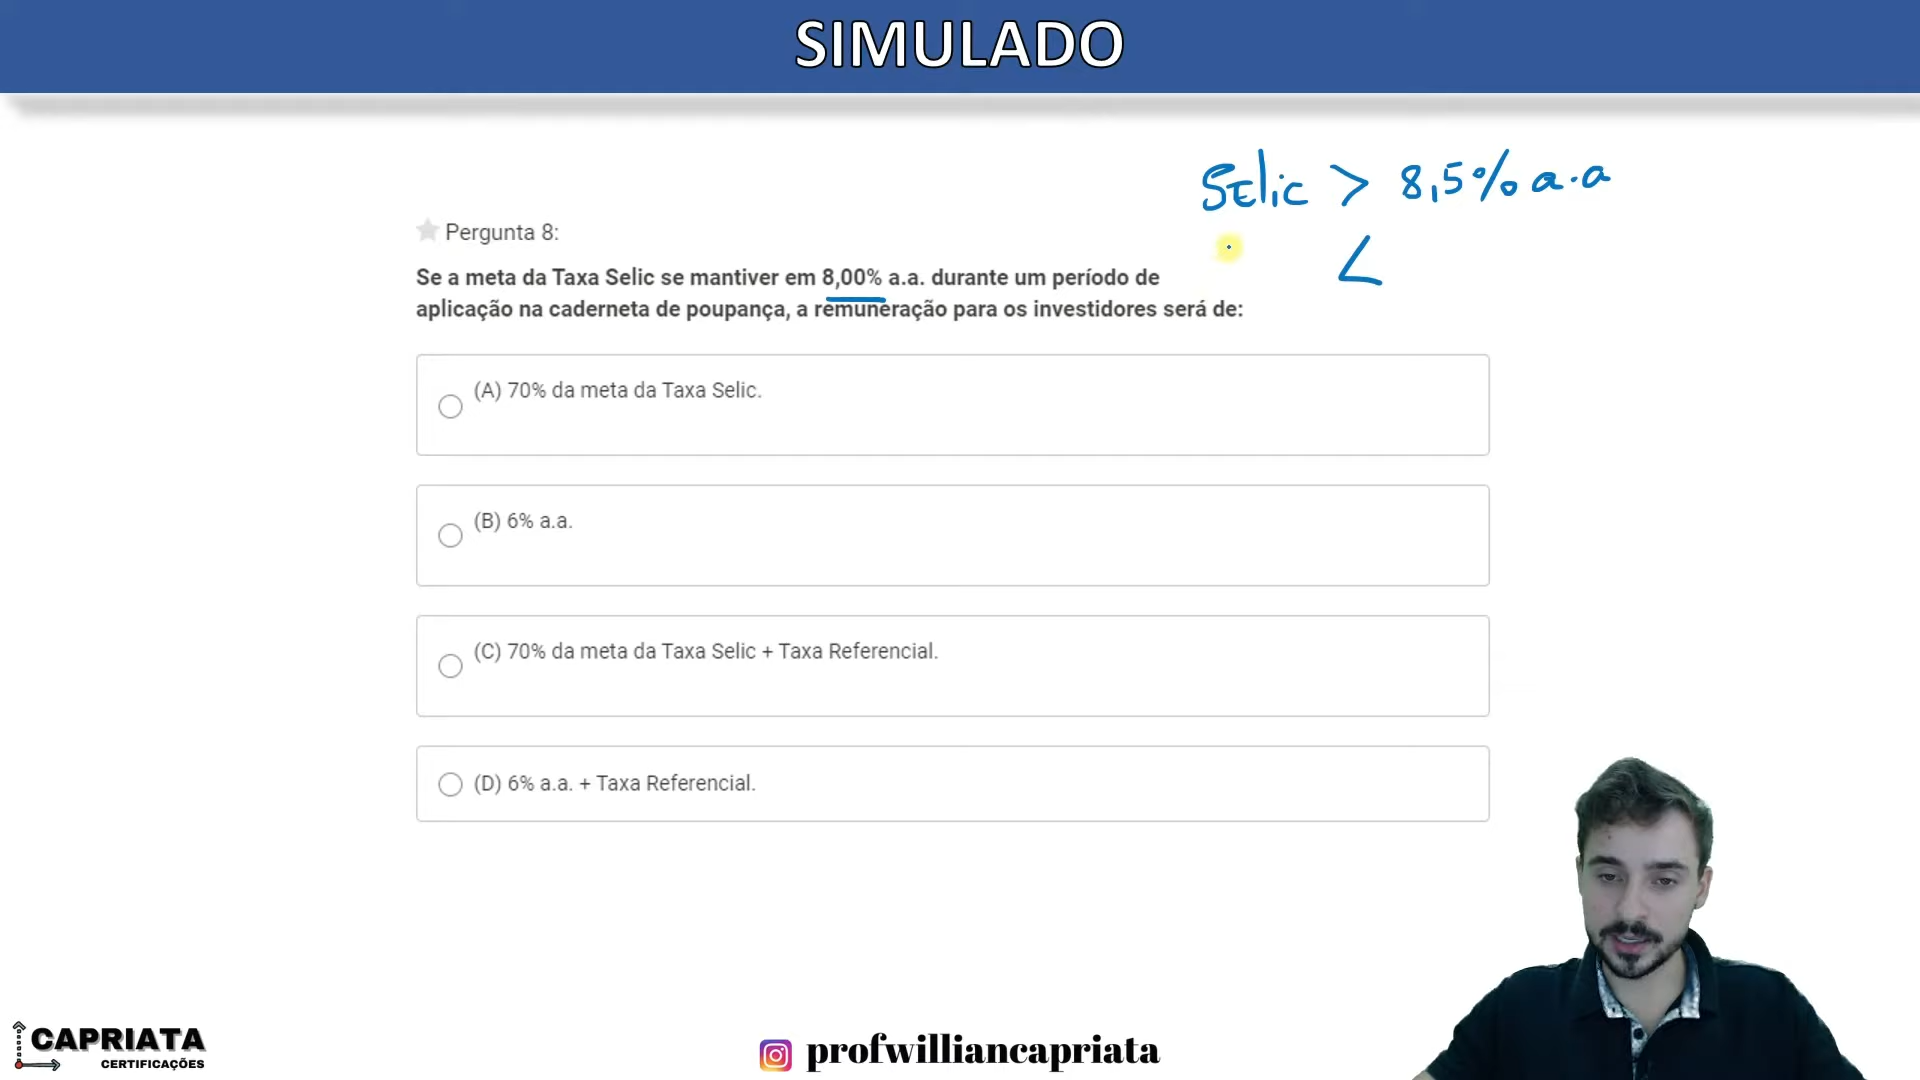 SIMULADO
SElic > 8,5% a.a
<
Pergunta 8:
Se a meta da Taxa Selic se mantiver em 8,00% a.a. durante um período de
aplicação na caderneta de poupança, a remuneração para os investidores será de:
(A) 70% da meta da Taxa Selic.
(B) 6% a.a.
(C) 70% da meta da Taxa Selic + Taxa Referencial.
(D) 6% a.a. + Taxa Referencial.
CAPRIATA
CERTIFICAÇÕES
profwilliancapriata